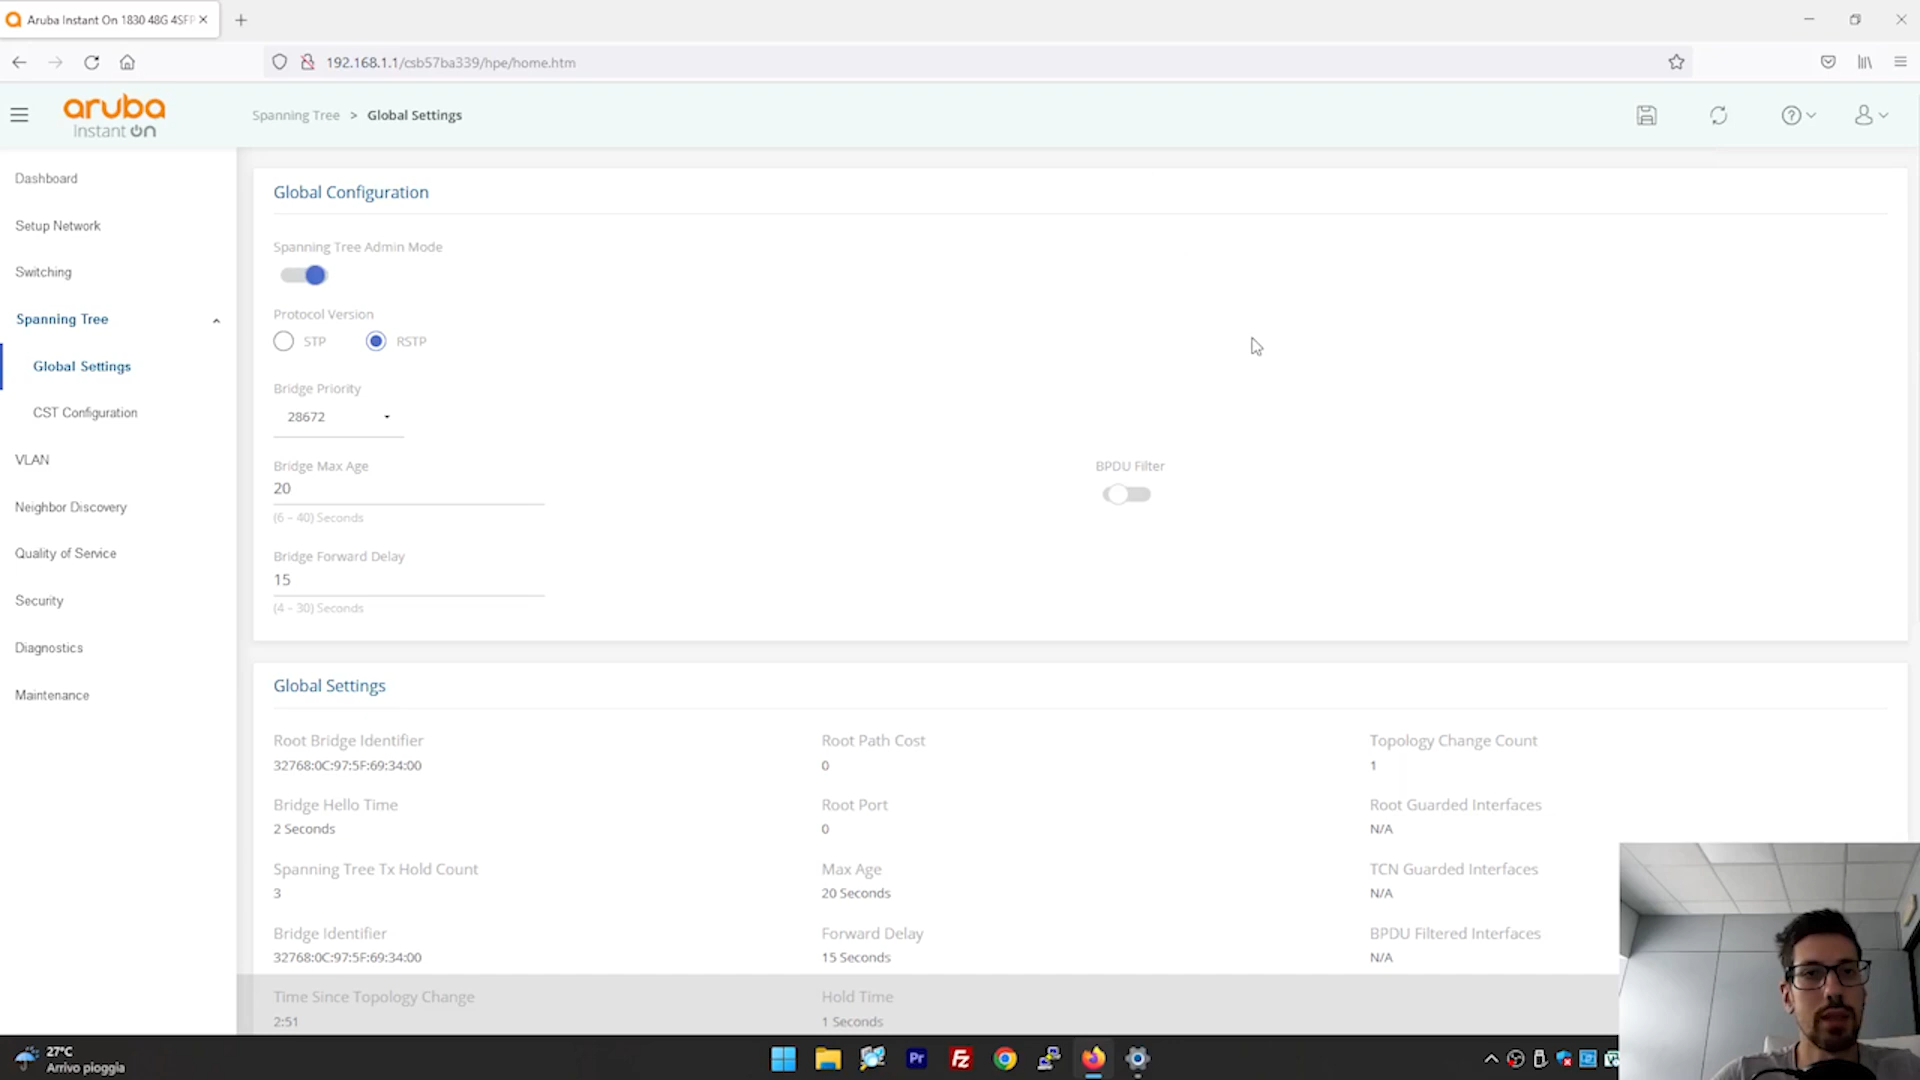 Aruba Instant On 1830 48G 4SFP
192.168.1.1/csb57ba339/hpe/home.htm
aruba
instant on
Spanning Tree > Global Settings
Dashboard
Setup Network
Switching
Spanning Tree
Global Settings
CST Configuration
VLAN
Neighbor Discovery
Quality of Service
Security
Diagnostics
Maintenance
Global Configuration
Spanning Tree Admin Mode
Protocol Version
STP
RSTP
Bridge Priority
28672
Bridge Max Age
20
(6 – 40) Seconds
BPDU Filter
Bridge Forward Delay
15
(4 – 30) Seconds
Global Settings
Root Bridge Identifier
32768:0C:97:5F:69:34:00
Root Path Cost
0
Topology Change Count
1
Bridge Hello Time
2 Seconds
Root Port
0
Root Guarded Interfaces
N/A
Spanning Tree Tx Hold Count
3
Max Age
20 Seconds
TCN Guarded Interfaces
N/A
Bridge Identifier
32768:0C:97:5F:69:34:00
Forward Delay
15 Seconds
BPDU Filtered Interfaces
N/A
Time Since Topology Change
2:51
Hold Time
1 Seconds
27°C
Arrivo pioggia
Pr
FZ